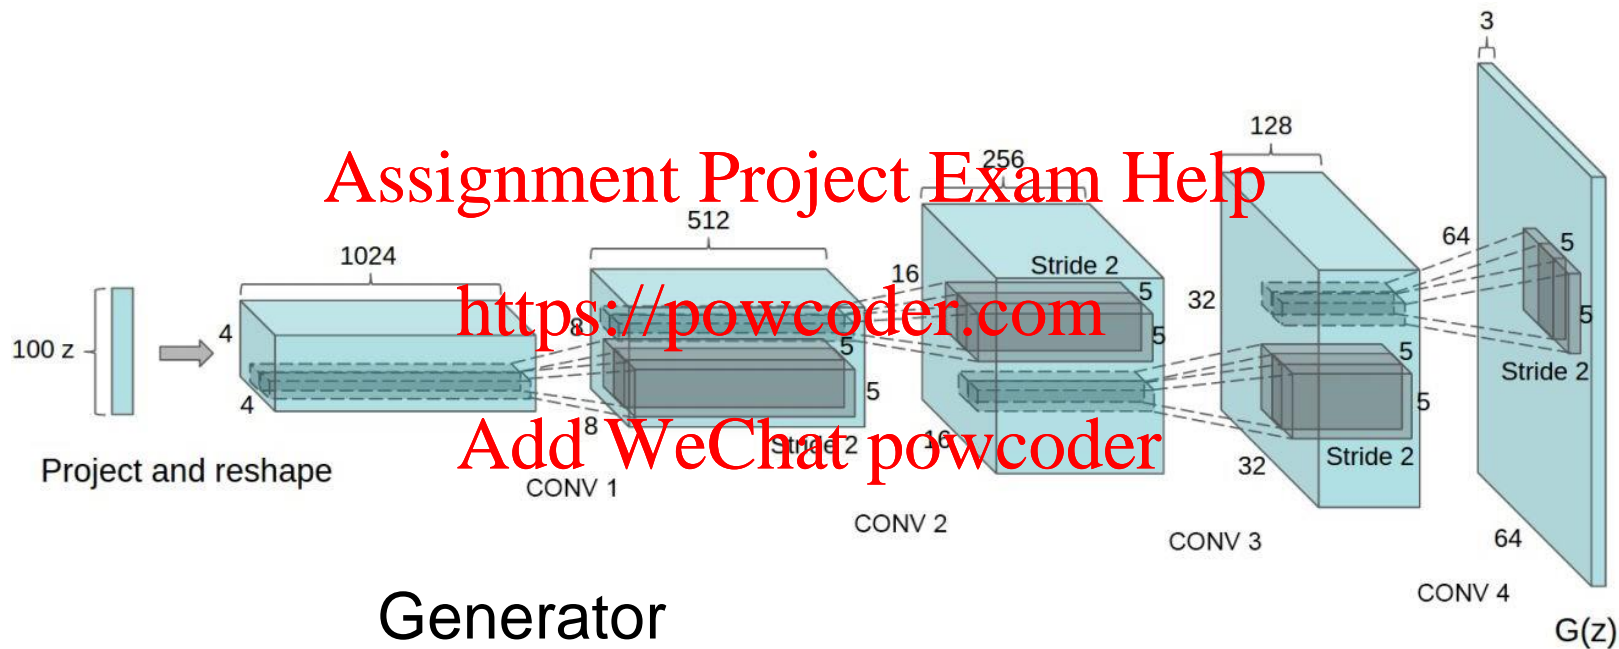 3
128
Assignment Project Exam Help
256
512
64
5
1024
16
Stride 2
5
32
5
https://powcoder.com
4
8
5
5
5
100 z
5
Stride 2
4
5
5
8
16
Stride 2
Add WeChat powcoder
32
Stride 2
Project and reshape
CONV 1
CONV 2
CONV 3
64
CONV 4
Generator
G(z)